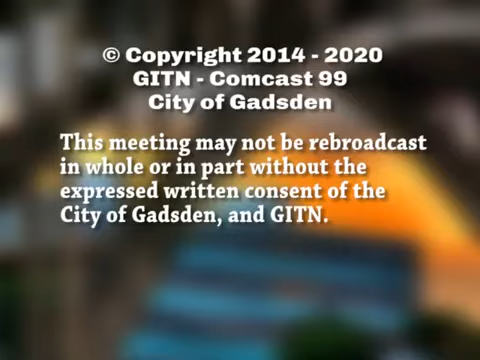 © Copyright 2014 - 2020
GITN - Comcast 99
City of Gadsden
This meeting may not be rebroadcast
in whole or in part without the
expressed written consent of the
City of Gadsden, and GITN.